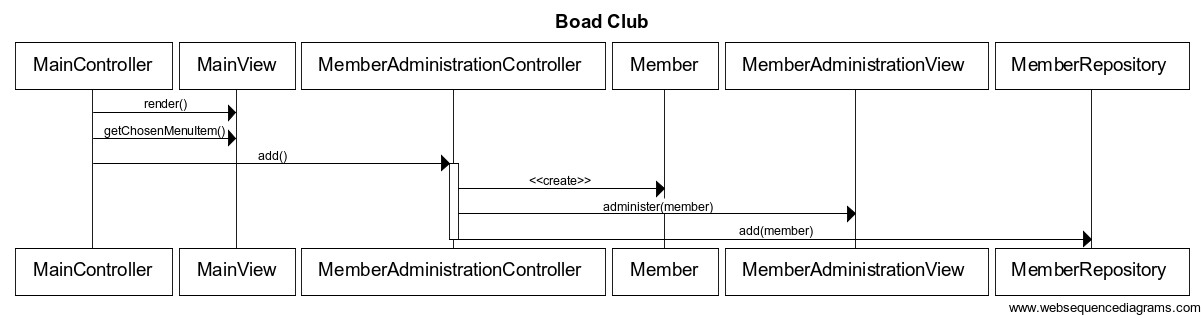 Boad Club
MainController
MainView
MemberAdministrationController
Member
MemberAdministrationView
MemberRepository
render()
getChosenMenuItem()
add()
<<create>>
administer(member)
add(member)
MainController
MainView
MemberAdministrationController
Member
MemberAdministrationView
MemberRepository
www.websequencediagrams.com